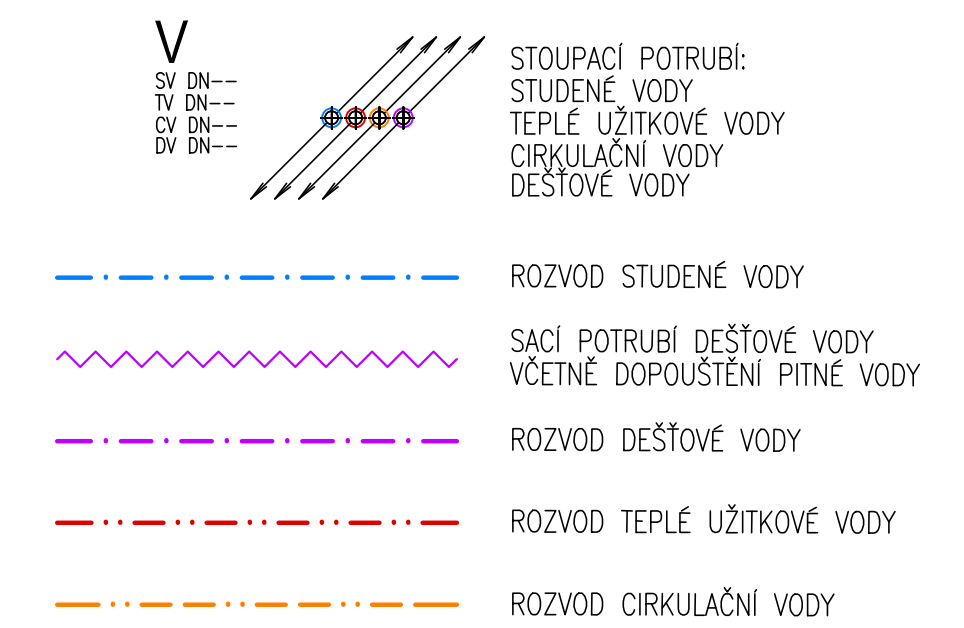 V
SV DN--
TV DN--
CV DN--
DV DN--
STOUPACÍ POTRUBÍ:
STUDENÉ VODY
TEPLÉ UŽITKOVÉ VODY
CIRKULAČNÍ VODY
DEŠŤOVÉ VODY
ROZVOD STUDENÉ VODY
SACÍ POTRUBÍ DEŠŤOVÉ VODY
VČETNĚ DOPOUŠTĚNÍ PITNÉ VODY
ROZVOD DEŠŤOVÉ VODY
ROZVOD TEPLÉ UŽITKOVÉ VODY
ROZVOD CIRKULAČNÍ VODY